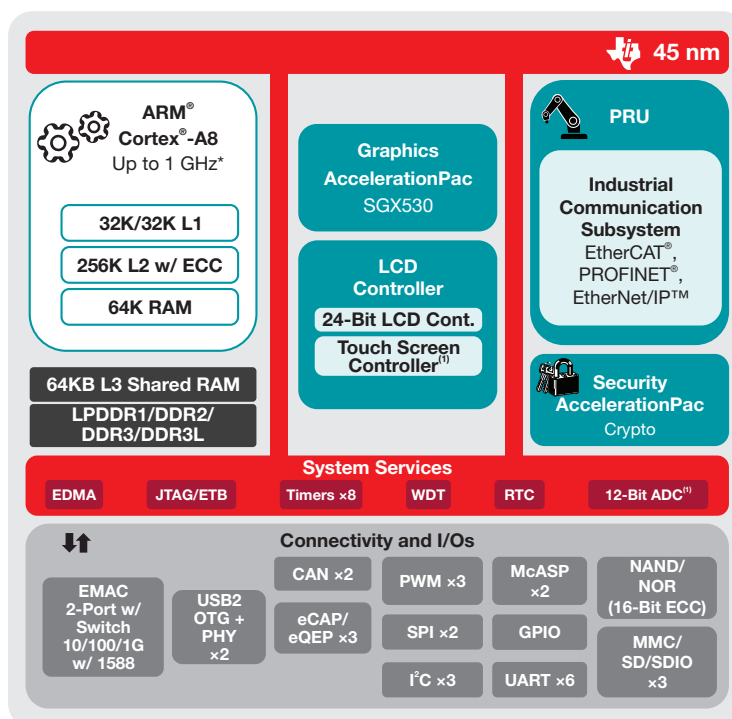 45 nm
ARM®
Cortex®-A8
Up to 1 GHz*
32K/32K L1
256K L2 w/ ECC
64K RAM
64KB L3 Shared RAM
LPDDR1/DDR2/
DDR3/DDR3L
Graphics
AccelerationPac
SGX530
LCD
Controller
24-Bit LCD Cont.
Touch Screen
Controller(1)
PRU
Industrial
Communication
Subsystem
EtherCAT®,
PROFINET®,
EtherNet/IP™
Security
AccelerationPac
Crypto
System Services
EDMA
JTAG/ETB
Timers ×8
WDT
RTC
12-Bit ADC(1)
Connectivity and I/Os
EMAC
2-Port w/
Switch
10/100/1G
w/ 1588
USB2
OTG +
PHY
×2
CAN ×2
eCAP/
eQEP ×3
PWM ×3
SPI ×2
I²C ×3
McASP
×2
GPIO
UART ×6
NAND/
NOR
(16-Bit ECC)
MMC/
SD/SDIO
×3